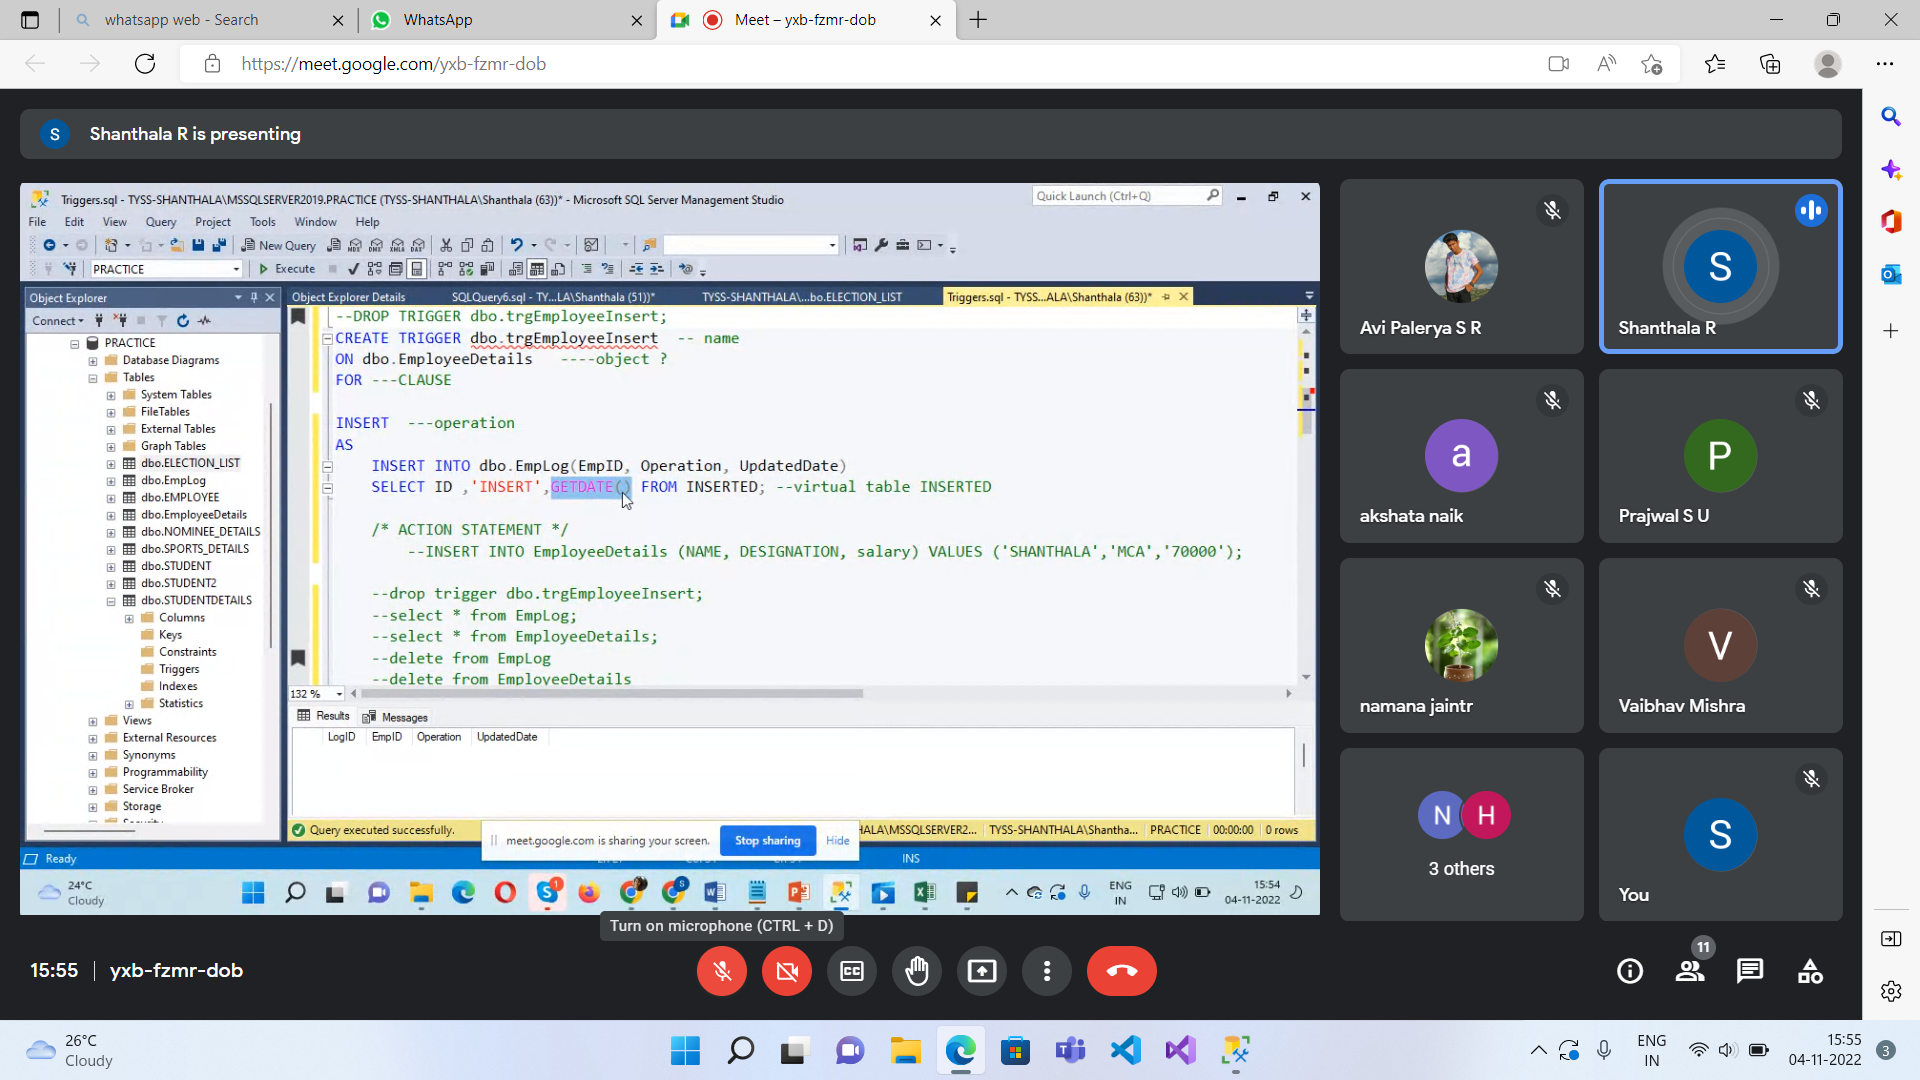 whatsapp web - Search
WhatsApp
Meet – yxb-fzmr-dob
https://meet.google.com/yxb-fzmr-dob
S
Shanthala R is presenting
Triggers.sql - TYSS-SHANTHALA\MSSQLSERVER2019.PRACTICE (TYSS-SHANTHALA\Shanthala (63))* - Microsoft SQL Server Management Studio
Quick Launch (Ctrl+Q)
File Edit View Query Project Tools Window Help
New Query
PRACTICE
Execute
Object Explorer
Object Explorer Details
SQLQuery6.sql - TY...LA\Shanthala (51))*
TYSS-SHANTHALA\...bo.ELECTION_LIST
Triggers.sql - TYSS...ALA\Shanthala (63))*
Connect
PRACTICE
Database Diagrams
Tables
System Tables
FileTables
External Tables
Graph Tables
dbo.ELECTION_LIST
dbo.EmpLog
dbo.EMPLOYEE
dbo.EmployeeDetails
dbo.NOMINEE_DETAILS
dbo.SPORTS_DETAILS
dbo.STUDENT
dbo.STUDENT2
dbo.STUDENTDETAILS
Columns
Keys
Constraints
Triggers
Indexes
Statistics
Views
External Resources
Synonyms
Programmability
Service Broker
Storage
--DROP TRIGGER dbo.trgEmployeeInsert;
CREATE TRIGGER dbo.trgEmployeeInsert -- name
ON dbo.EmployeeDetails ----object ?
FOR ---CLAUSE
INSERT ---operation
AS
INSERT INTO dbo.EmpLog(EmpID, Operation, UpdatedDate)
SELECT ID ,'INSERT',GETDATE() FROM INSERTED; --virtual table INSERTED
/* ACTION STATEMENT */
--INSERT INTO EmployeeDetails (NAME, DESIGNATION, salary) VALUES ('SHANTHALA','MCA','70000');
--drop trigger dbo.trgEmployeeInsert;
--select * from EmpLog;
--select * from EmployeeDetails;
--delete from EmpLog
--delete from EmployeeDetails
132 %
Results
Messages
LogID EmpID Operation UpdatedDate
Query executed successfully.
HALA\MSSQLSERVER2...
TYSS-SHANTHALA\Shantha...
PRACTICE
00:00:00
0 rows
meet.google.com is sharing your screen.
Stop sharing
Hide
Ready
INS
24°C
Cloudy
ENG
IN
15:54
04-11-2022
Turn on microphone (CTRL + D)
Avi Palerya S R
S
Shanthala R
a
akshata naik
P
Prajwal S U
namana jaintr
V
Vaibhav Mishra
N H
3 others
S
You
15:55
yxb-fzmr-dob
CC
11
26°C
Cloudy
ENG
IN
15:55
04-11-2022
3